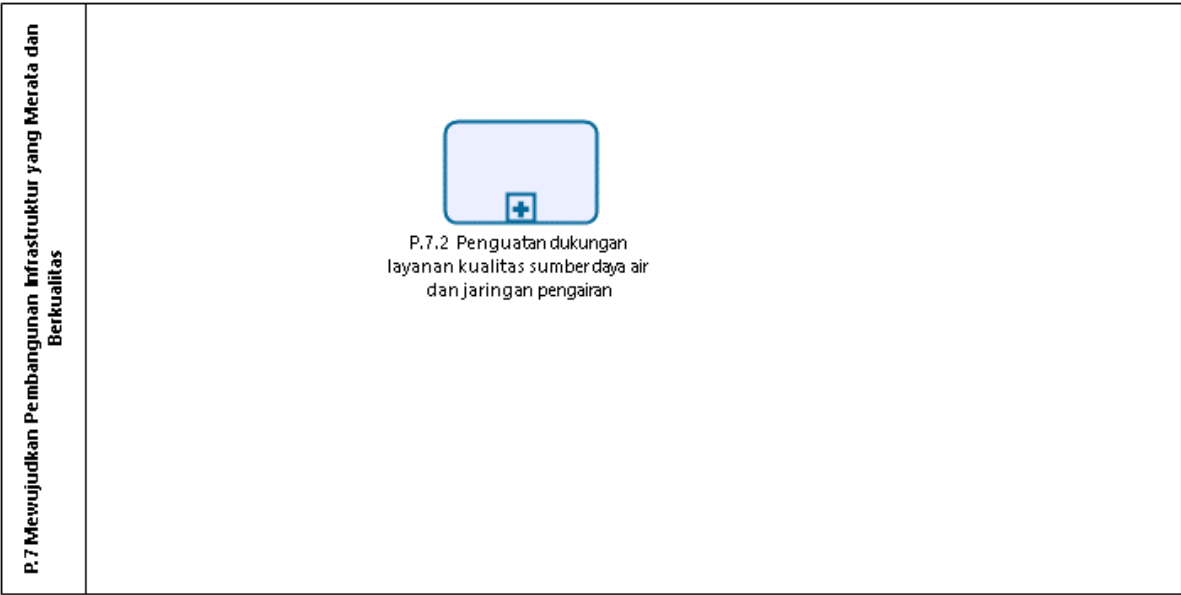 P.7 Mewujudkan Pembangunan Infrastruktur yang Merata dan
Berkualitas
P.7.2 Penguatan dukungan
layanan kualitas sumber daya air
dan jaringan pengairan